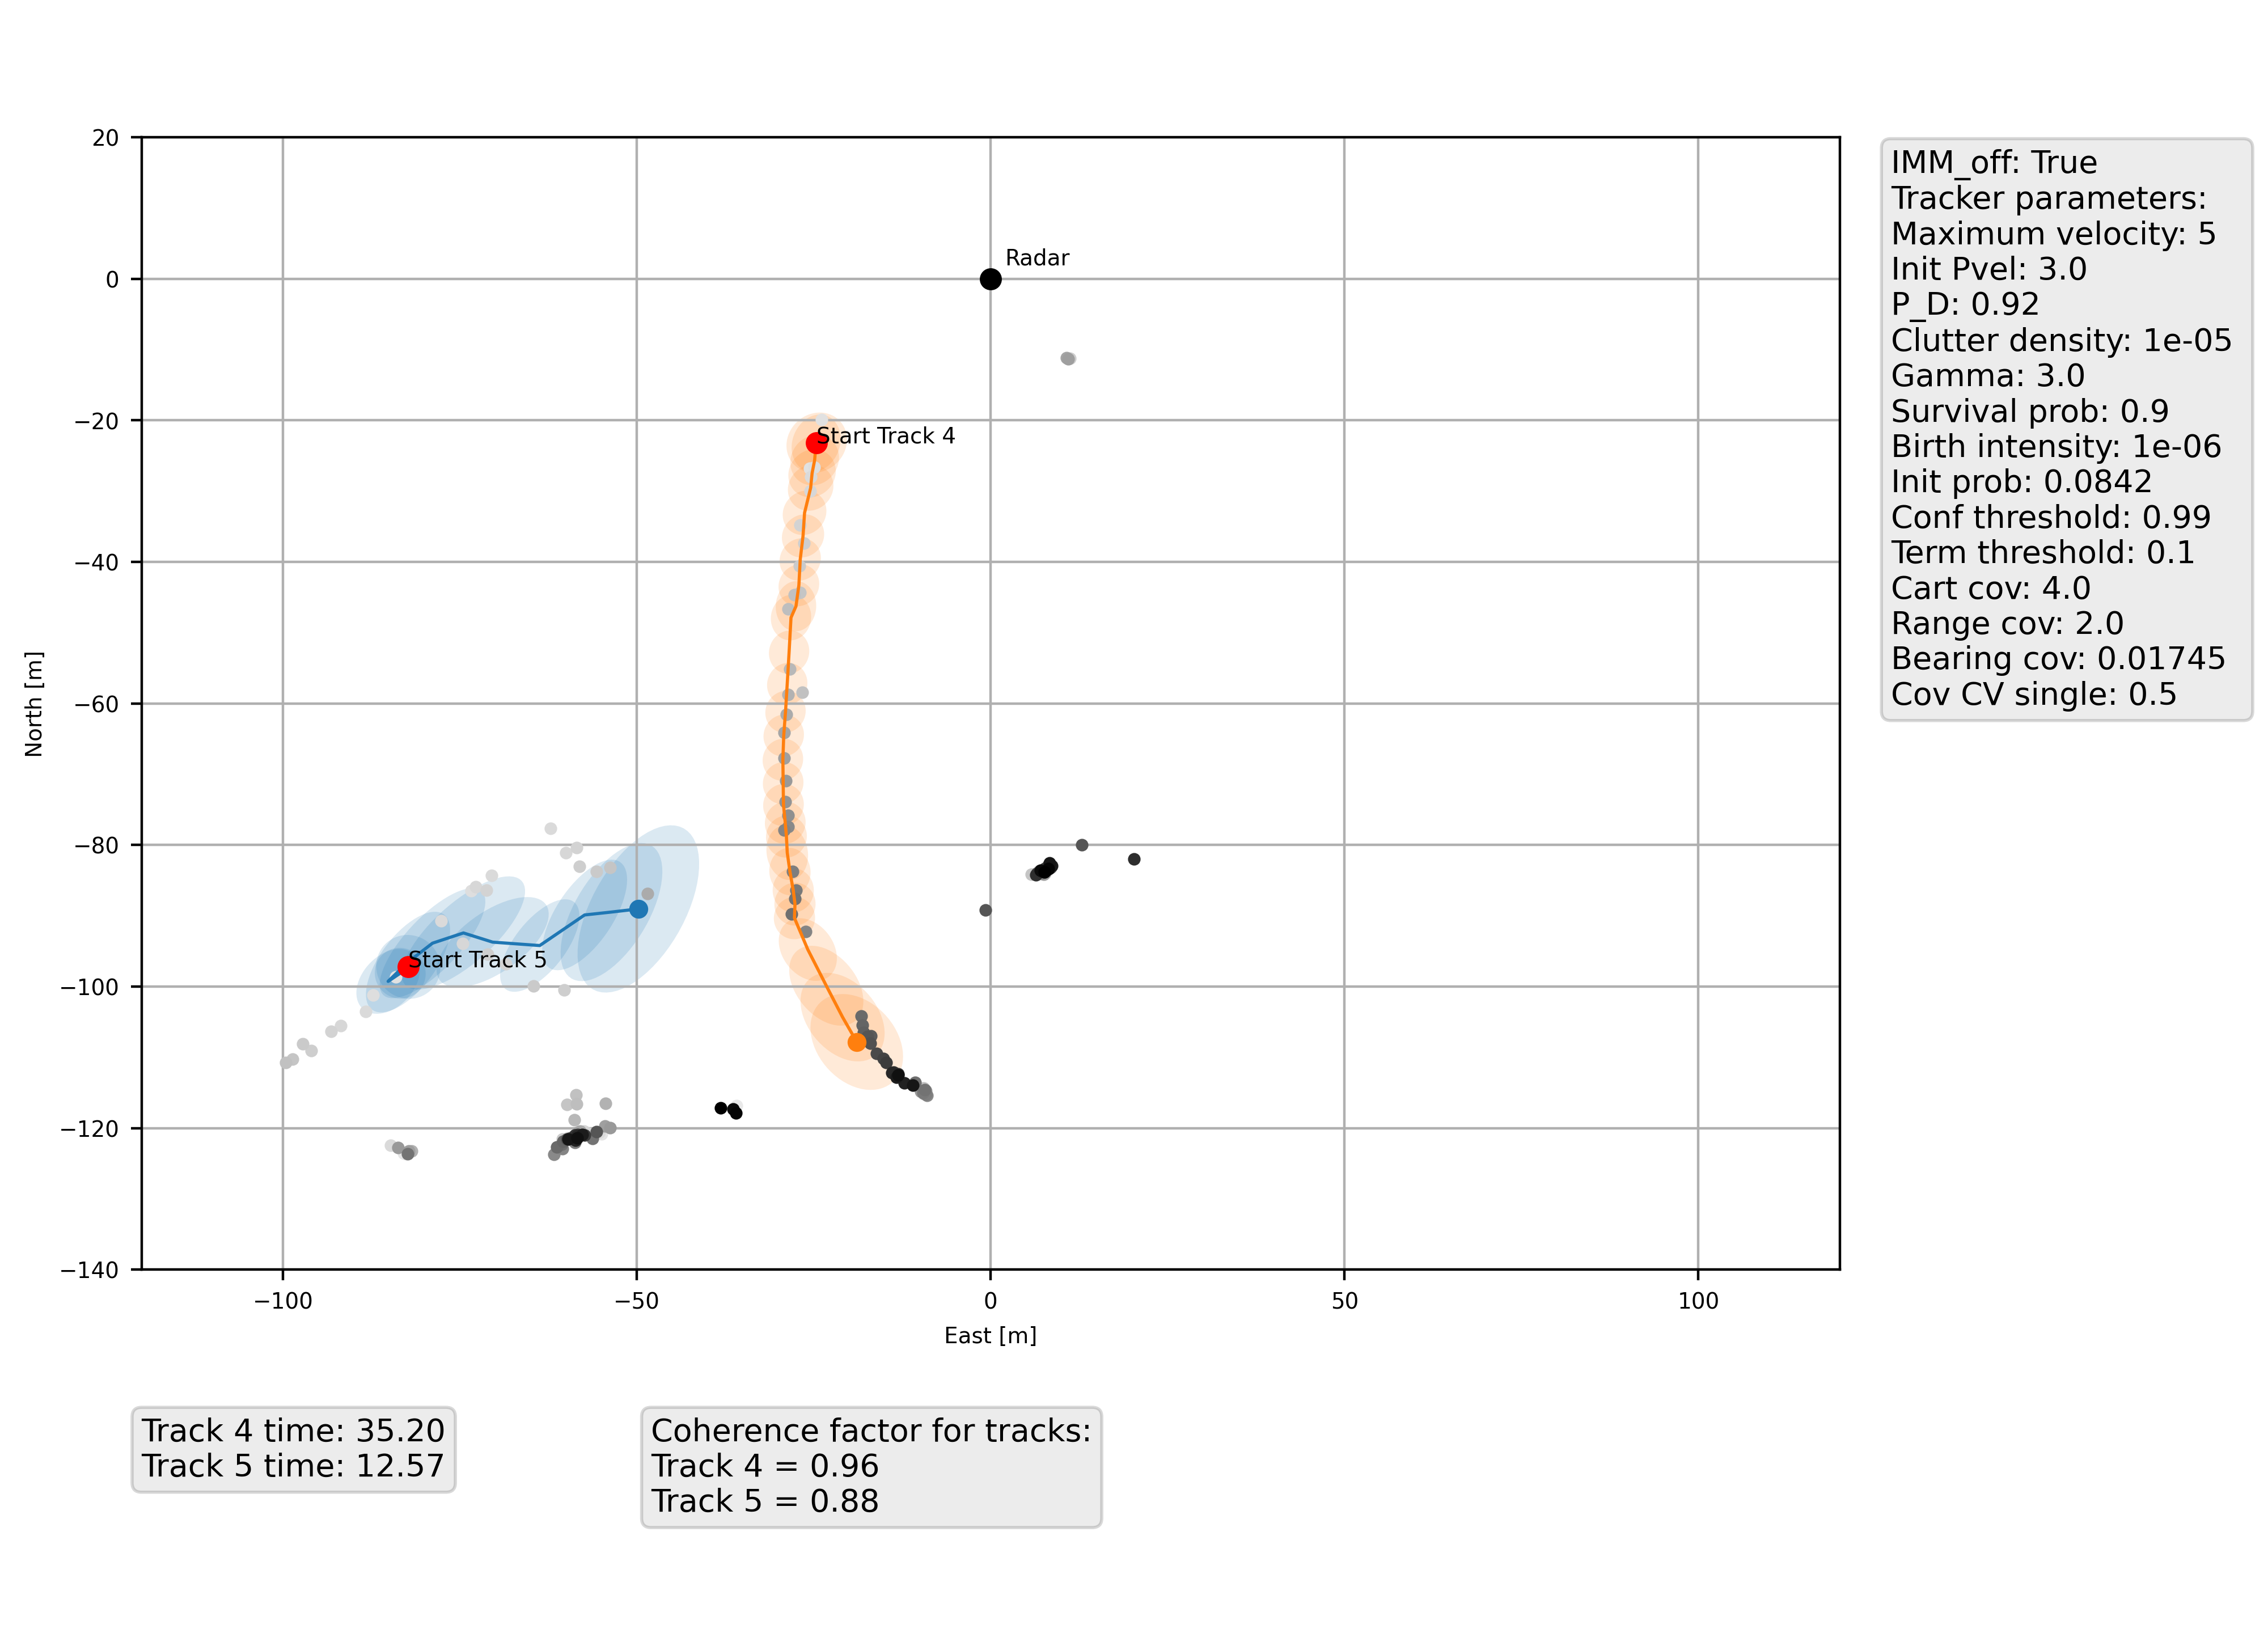 20
0
−20
−40
−60
−80
−100
−120
−140
North [m]
−100
−50
0
50
100
East [m]
Radar
Start Track 4
Start Track 5
IMM_off: True
Tracker parameters:
Maximum velocity: 5
Init Pvel: 3.0
P_D: 0.92
Clutter density: 1e-05
Gamma: 3.0
Survival prob: 0.9
Birth intensity: 1e-06
Init prob: 0.0842
Conf threshold: 0.99
Term threshold: 0.1
Cart cov: 4.0
Range cov: 2.0
Bearing cov: 0.01745
Cov CV single: 0.5
Track 4 time: 35.20
Track 5 time: 12.57
Coherence factor for tracks:
Track 4 = 0.96
Track 5 = 0.88